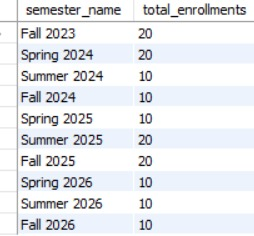 semester_name total_enrollments
Fall 2023 20
Spring 2024 20
Summer 2024 10
Fall 2024 10
Spring 2025 10
Summer 2025 20
Fall 2025 20
Spring 2026 10
Summer 2026 10
Fall 2026 10